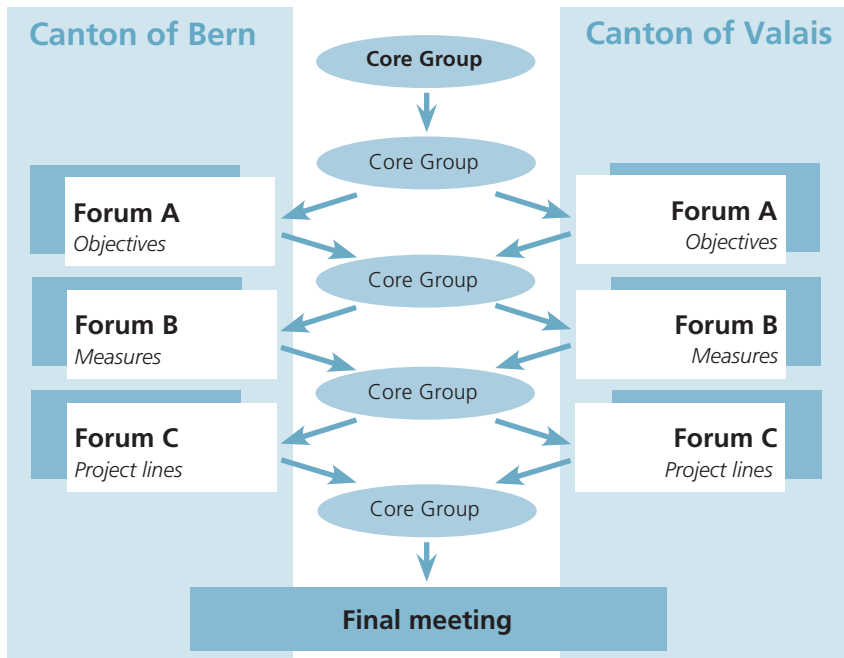 Canton of Bern
Canton of Valais
Core Group
Core Group
Forum A
Objectives
Forum A
Objectives
Core Group
Forum B
Measures
Forum B
Measures
Core Group
Forum C
Project lines
Forum C
Project lines
Core Group
Final meeting